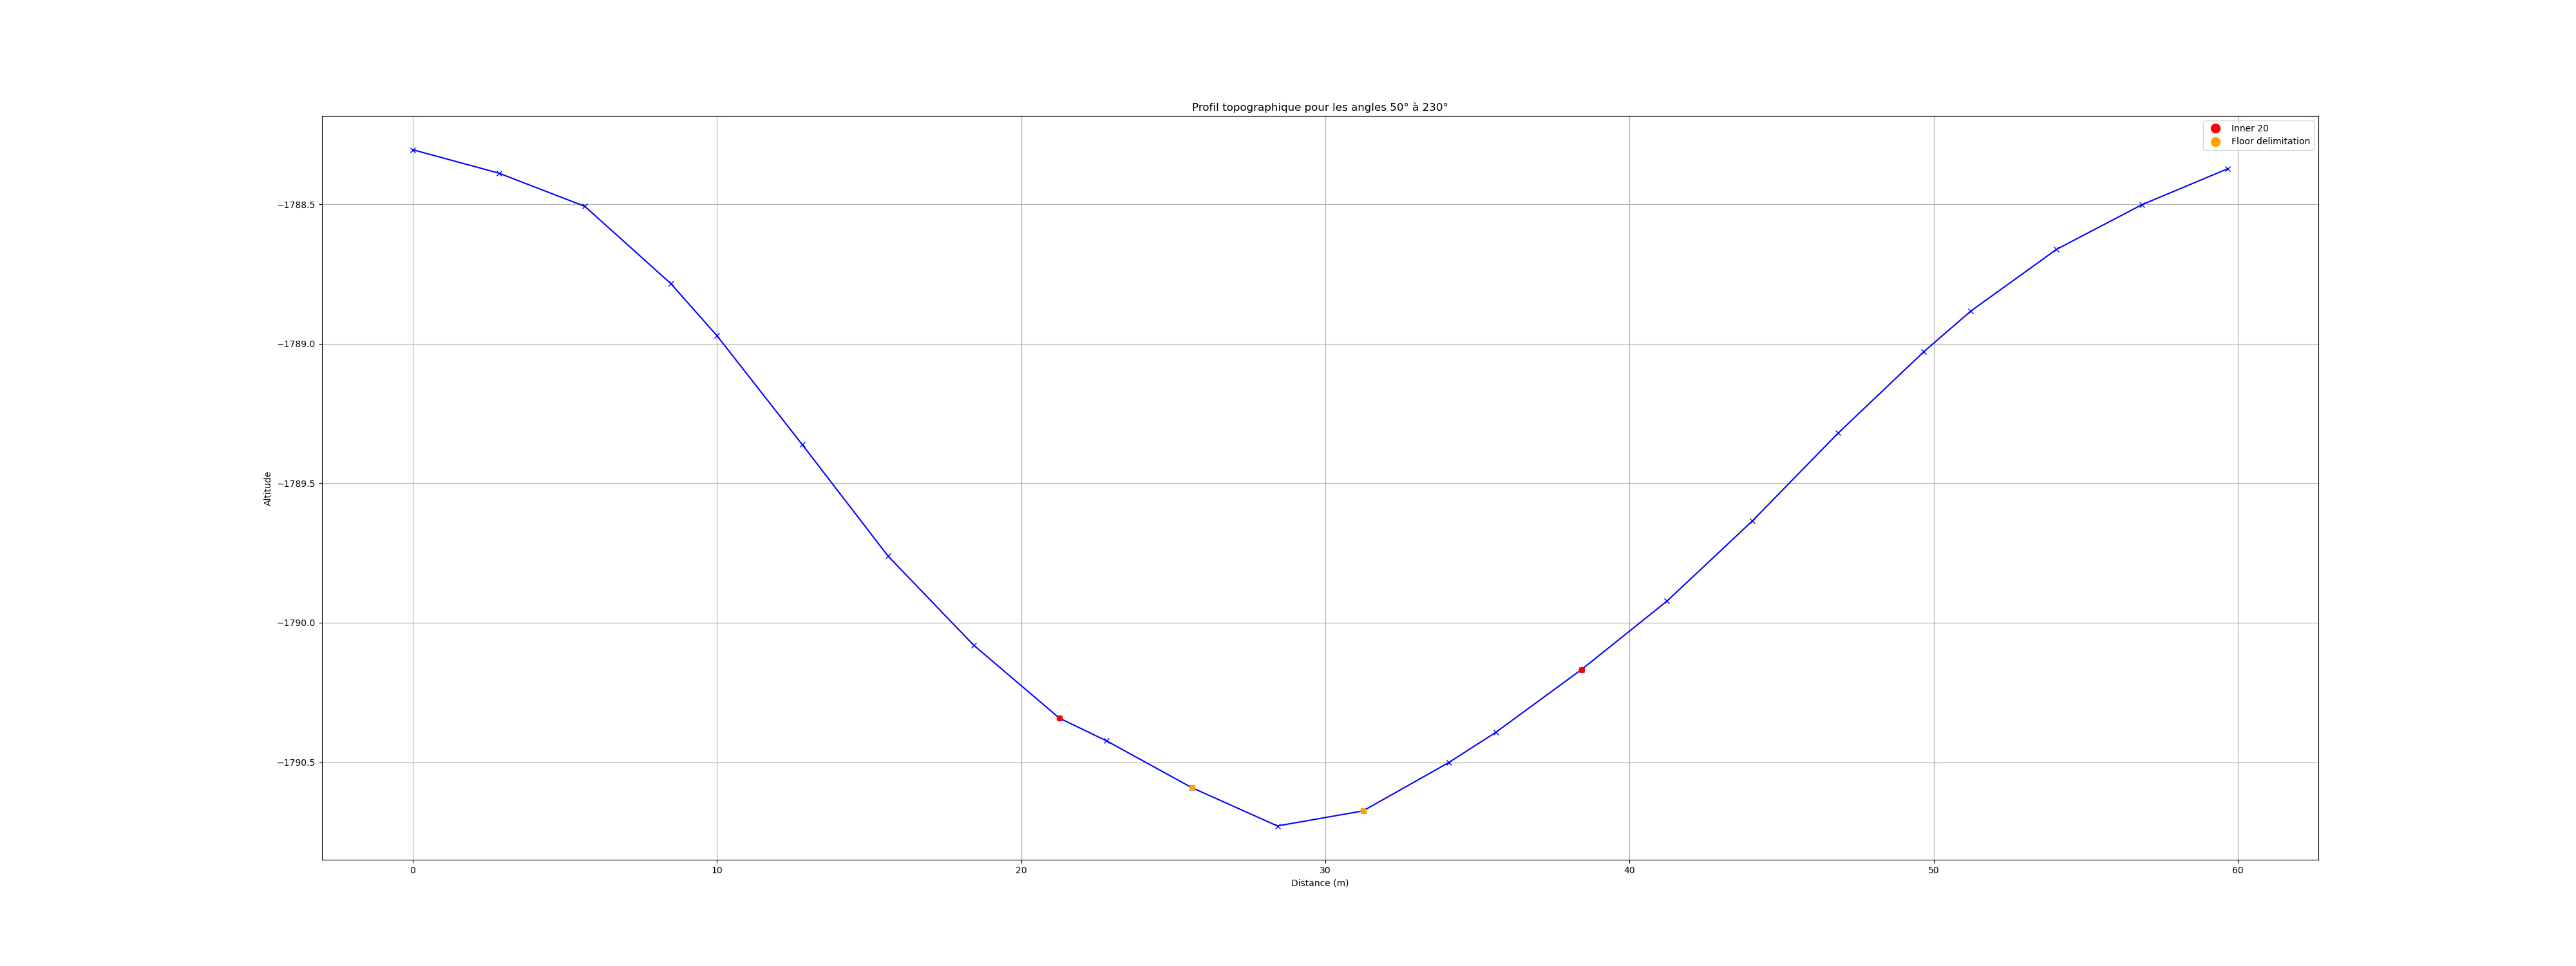 Profil topographique pour les angles 50° à 230°
Inner 20
Floor delimitation
Altitude
−1788.5
−1789.0
−1789.5
−1790.0
−1790.5
0 10 20 30 40 50 60
Distance (m)